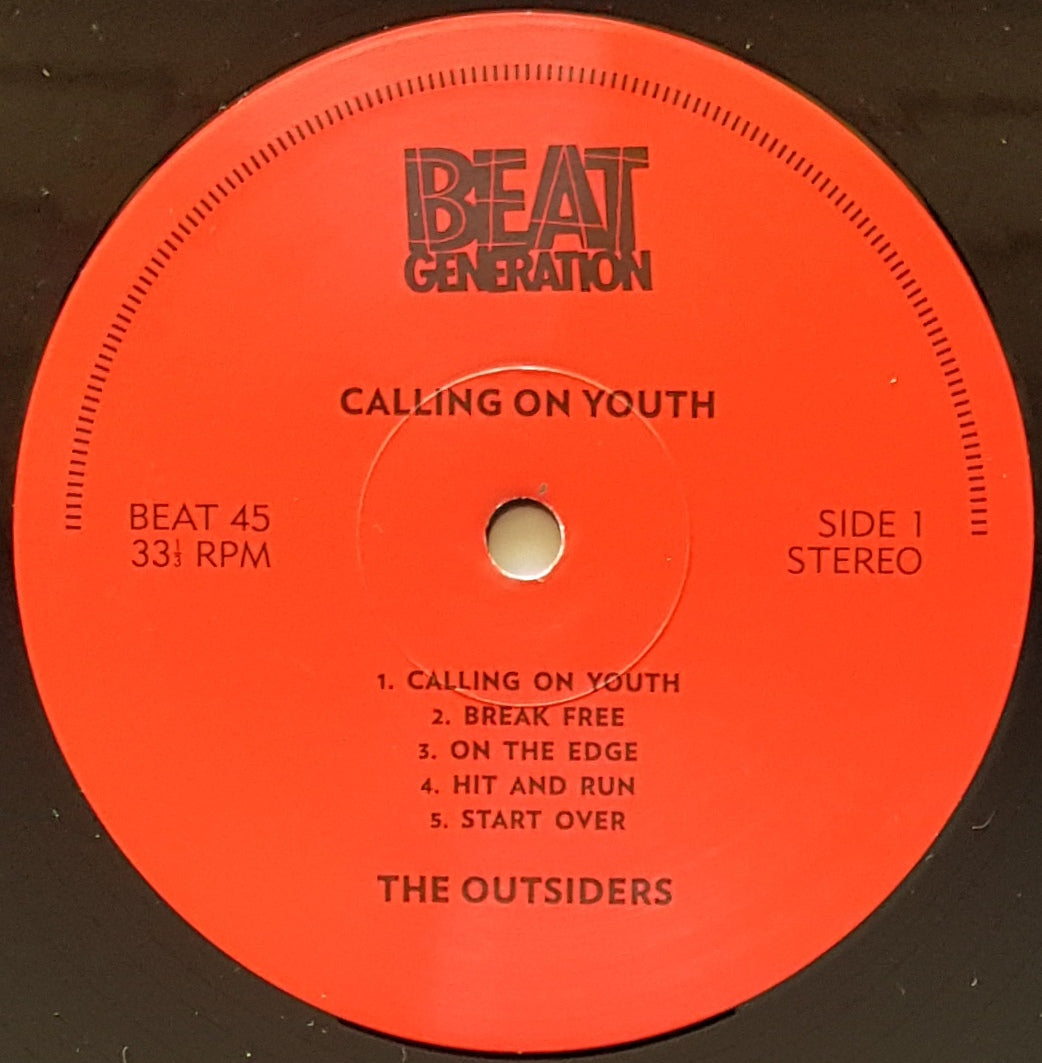 BEAT
GENERATION
CALLING ON YOUTH
BEAT 45
33⅓ RPM
SIDE 1
STEREO
1. CALLING ON YOUTH
2. BREAK FREE
3. ON THE EDGE
4. HIT AND RUN
5. START OVER
THE OUTSIDERS